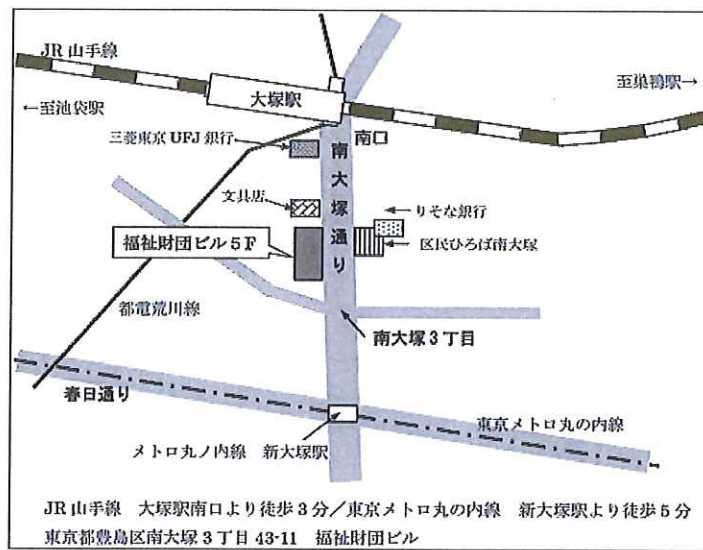 JR 山手線
大塚駅
至巣鴨駅→
←至池袋駅
南口
三菱東京 UFJ 銀行
南大塚通り
文具店
りそな銀行
福祉財団ビル5F
区民ひろば南大塚
都電荒川線
南大塚3丁目
春日通り
東京メトロ丸の内線
メトロ丸ノ内線 新大塚駅
JR 山手線 大塚駅南口より徒歩3分/東京メトロ丸の内線 新大塚駅より徒歩5分
東京都豊島区南大塚3丁目 43-11 福祉財団ビル